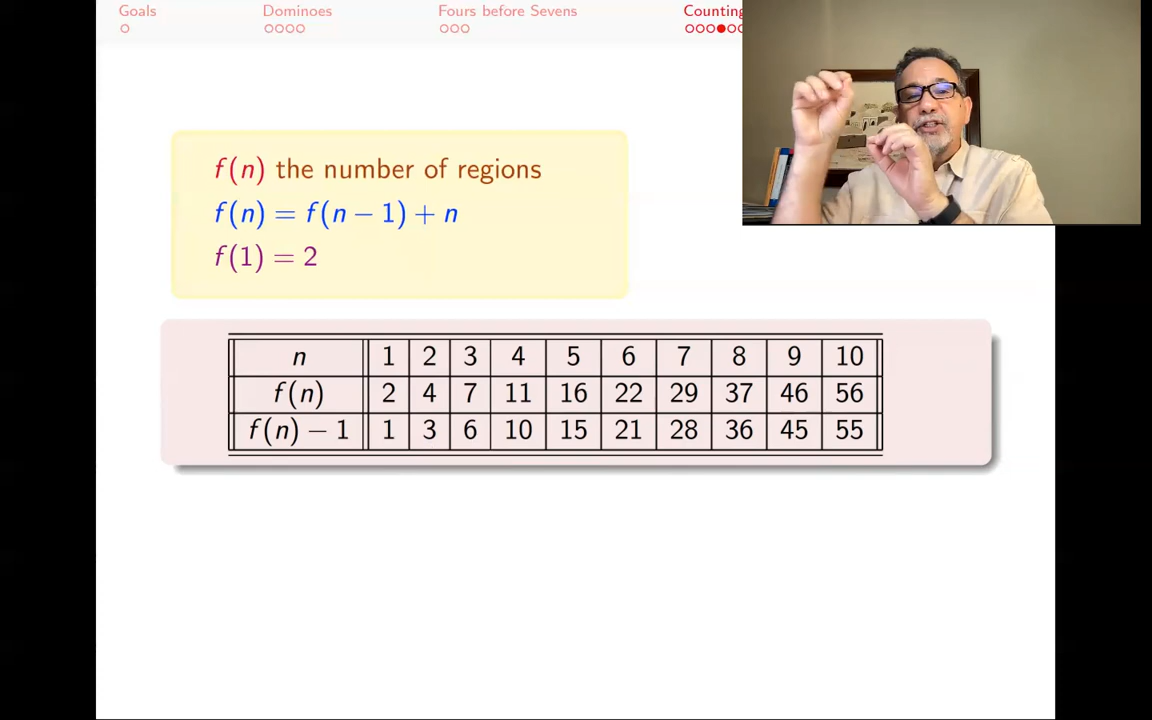 Goals Dominoes Fours before Sevens Counting
f(n) the number of regions
f(n) = f(n − 1) + n
f(1) = 2
n 1 2 3 4 5 6 7 8 9 10
f(n) 2 4 7 11 16 22 29 37 46 56
f(n) − 1 1 3 6 10 15 21 28 36 45 55